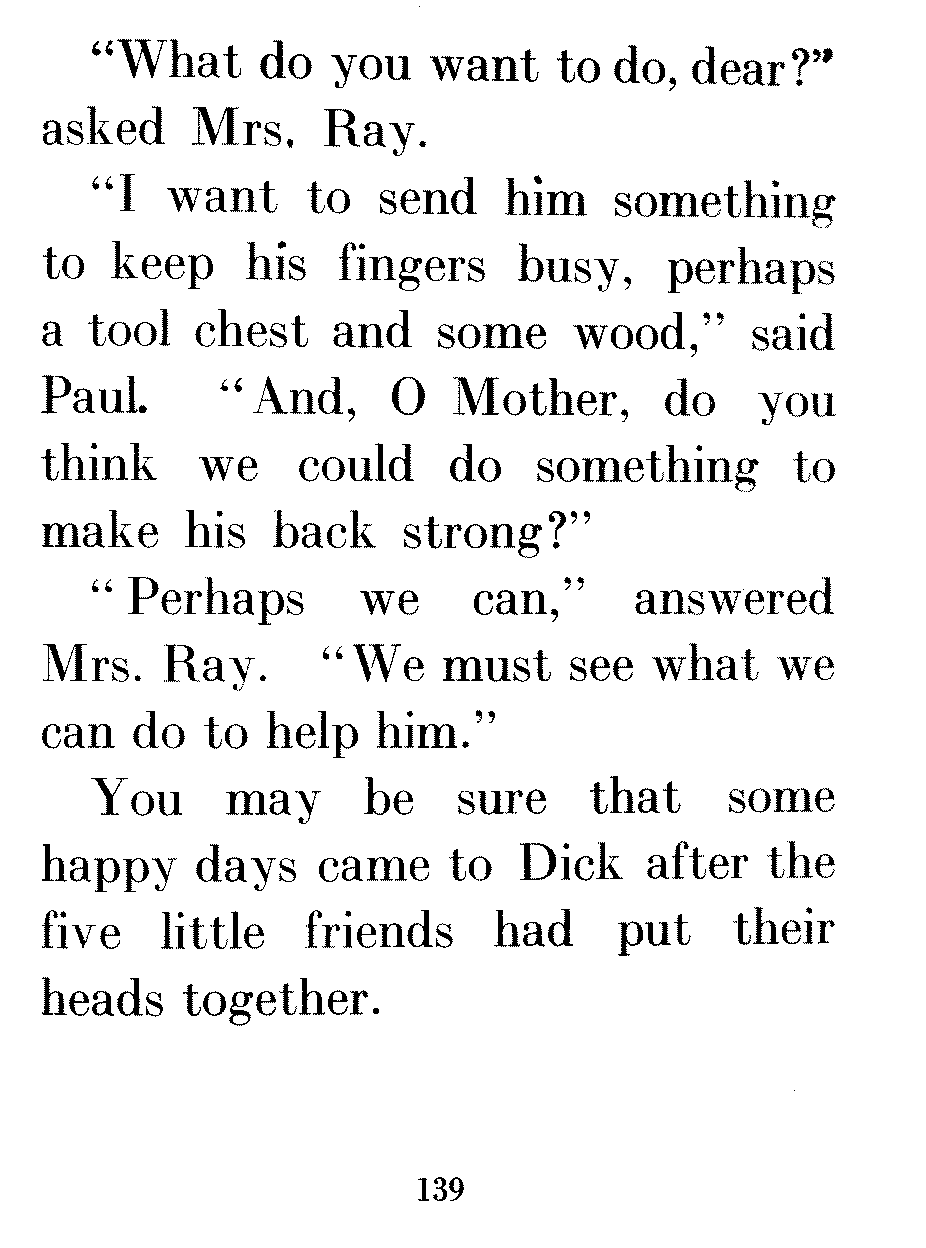 “What do you want to do, dear?”
asked Mrs. Ray.
“I want to send him something
to keep his fingers busy, perhaps
a tool chest and some wood,” said
Paul. “And, O Mother, do you
think we could do something to
make his back strong?”
“Perhaps we can,” answered
Mrs. Ray. “We must see what we
can do to help him.”
You may be sure that some
happy days came to Dick after the
five little friends had put their
heads together.
139